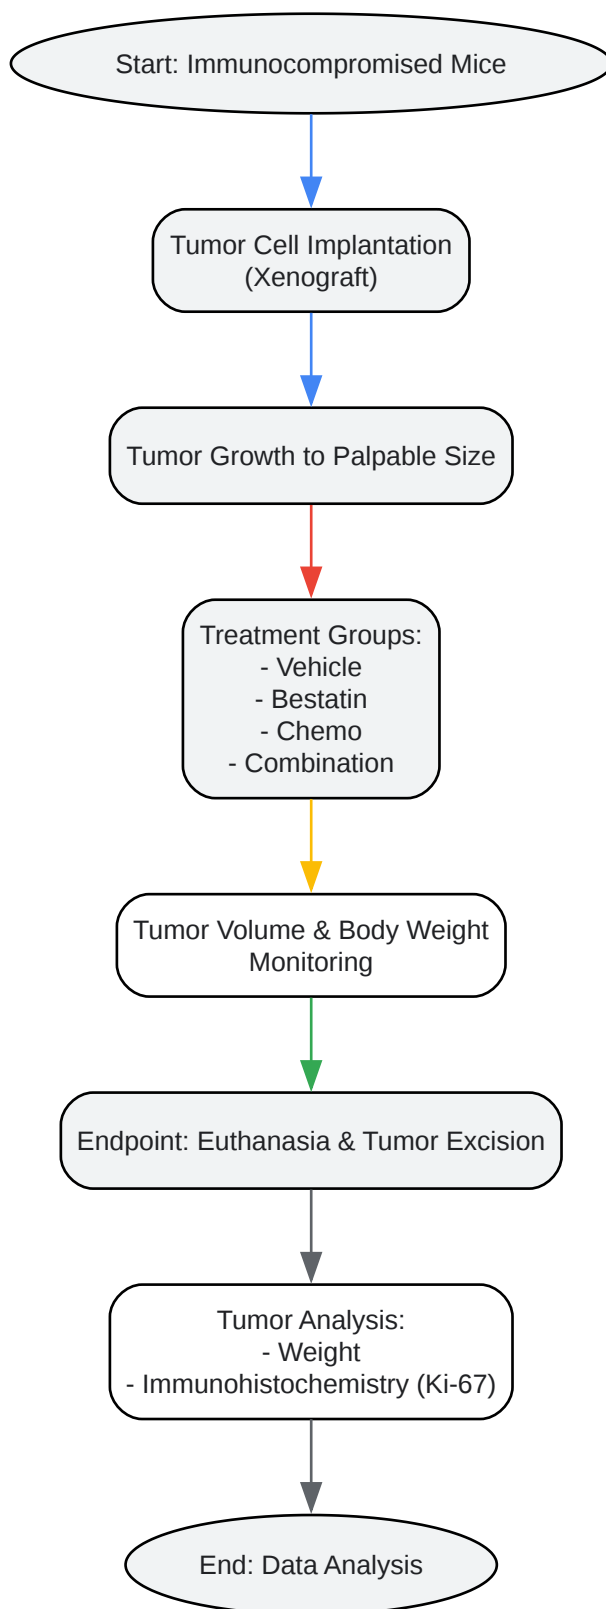 Start: Immunocompromised Mice
Tumor Cell Implantation
(Xenograft)
Tumor Growth to Palpable Size
Treatment Groups:
- Vehicle
- Bestatin
- Chemo
- Combination
Tumor Volume & Body Weight
Monitoring
Endpoint: Euthanasia & Tumor Excision
Tumor Analysis:
- Weight
- Immunohistochemistry (Ki-67)
End: Data Analysis